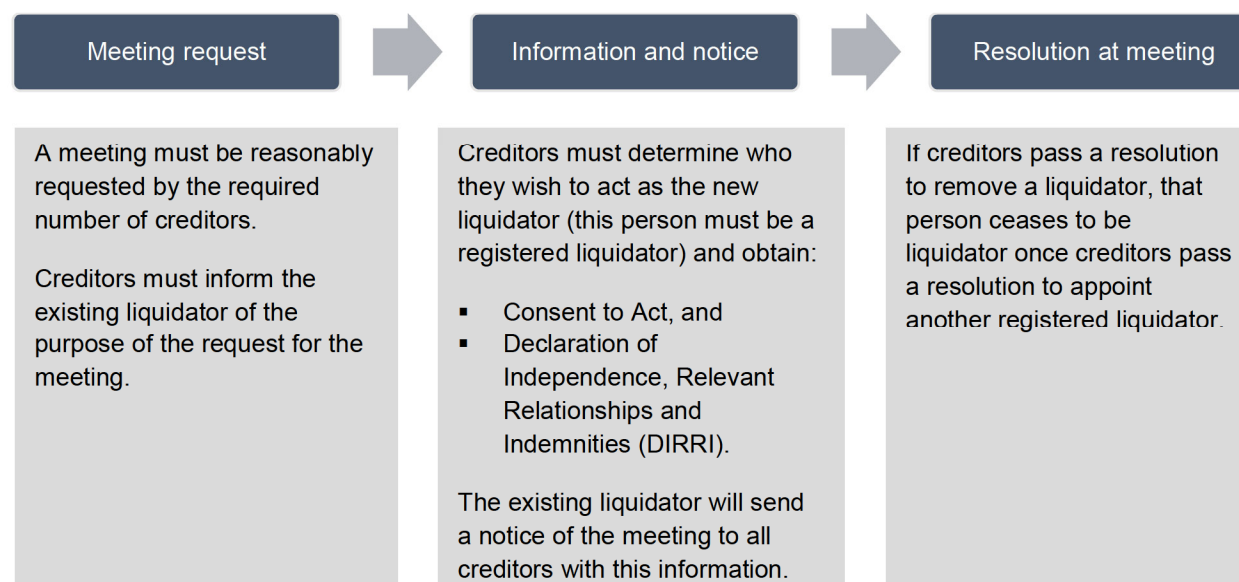 Meeting request
A meeting must be reasonably
requested by the required
number of creditors.
Creditors must inform the
existing liquidator of the
purpose of the request for the
meeting.
Information and notice
Creditors must determine who
they wish to act as the new
liquidator (this person must be a
registered liquidator) and obtain:
▪ Consent to Act, and
▪ Declaration of
Independence, Relevant
Relationships and
Indemnities (DIRRI).
The existing liquidator will send
a notice of the meeting to all
creditors with this information.
Resolution at meeting
If creditors pass a resolution
to remove a liquidator, that
person ceases to be
liquidator once creditors pass
a resolution to appoint
another registered liquidator.